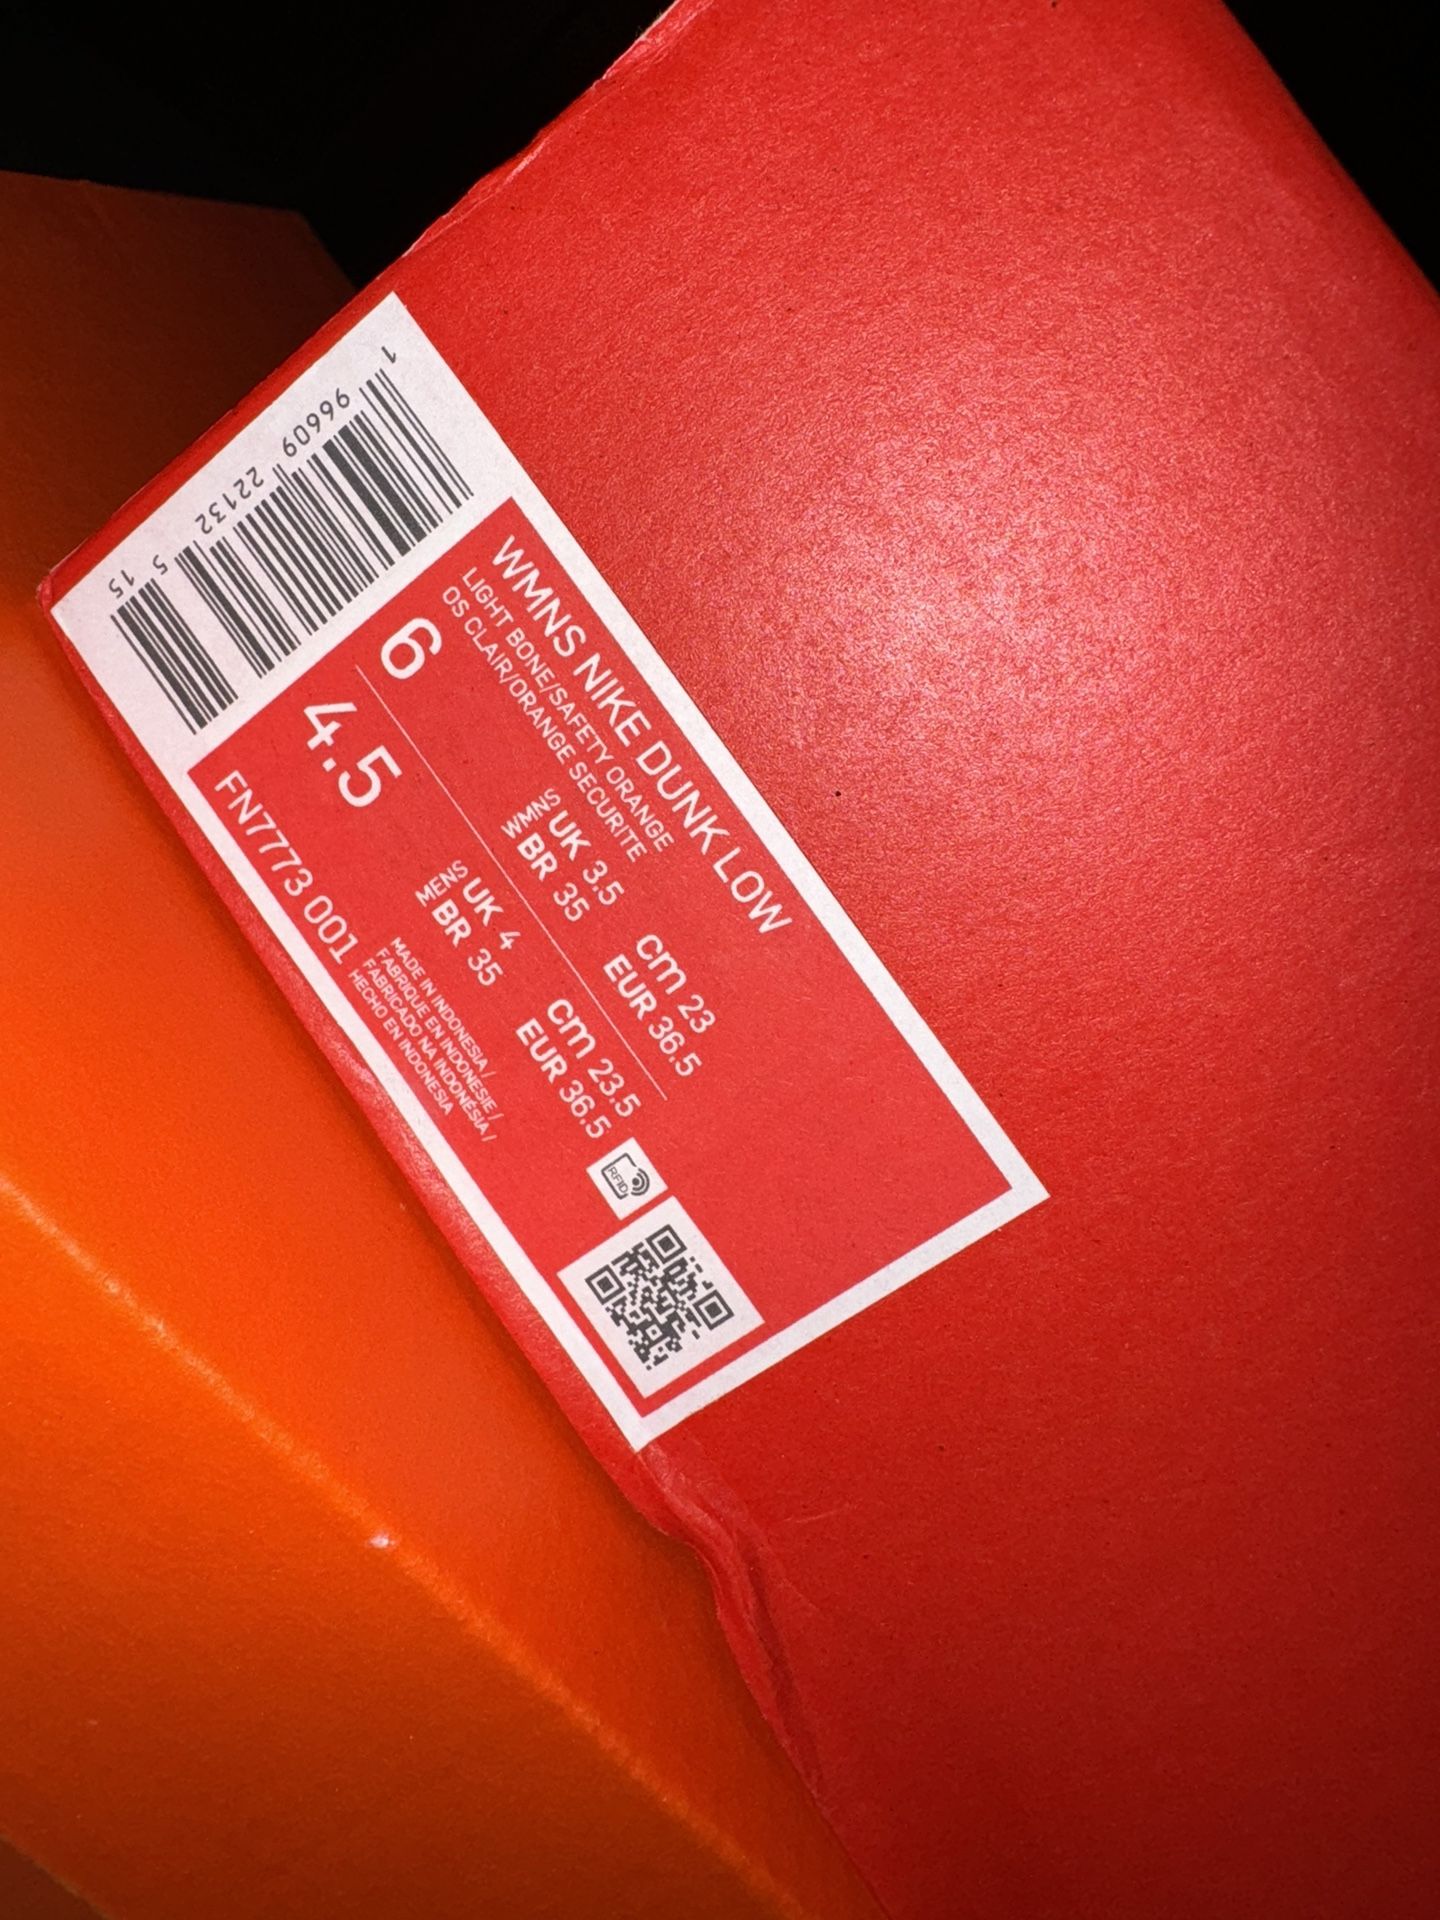 WMNS NIKE DUNK LOW
LIGHT BONE/SAFETY ORANGE
OS CLAIR/ORANGE SECURITE
6
WMNS
UK 3.5
BR 35
cm 23
EUR 36.5
4.5
MENS
UK 4
BR 35
cm 23.5
EUR 36.5
FN7773 001
MADE IN INDONESIA /
FABRIQUE EN INDONESIE /
FABRICADO NA INDONÉSIA /
HECHO EN INDONESIA
RFID
1 96609 22132 5 15